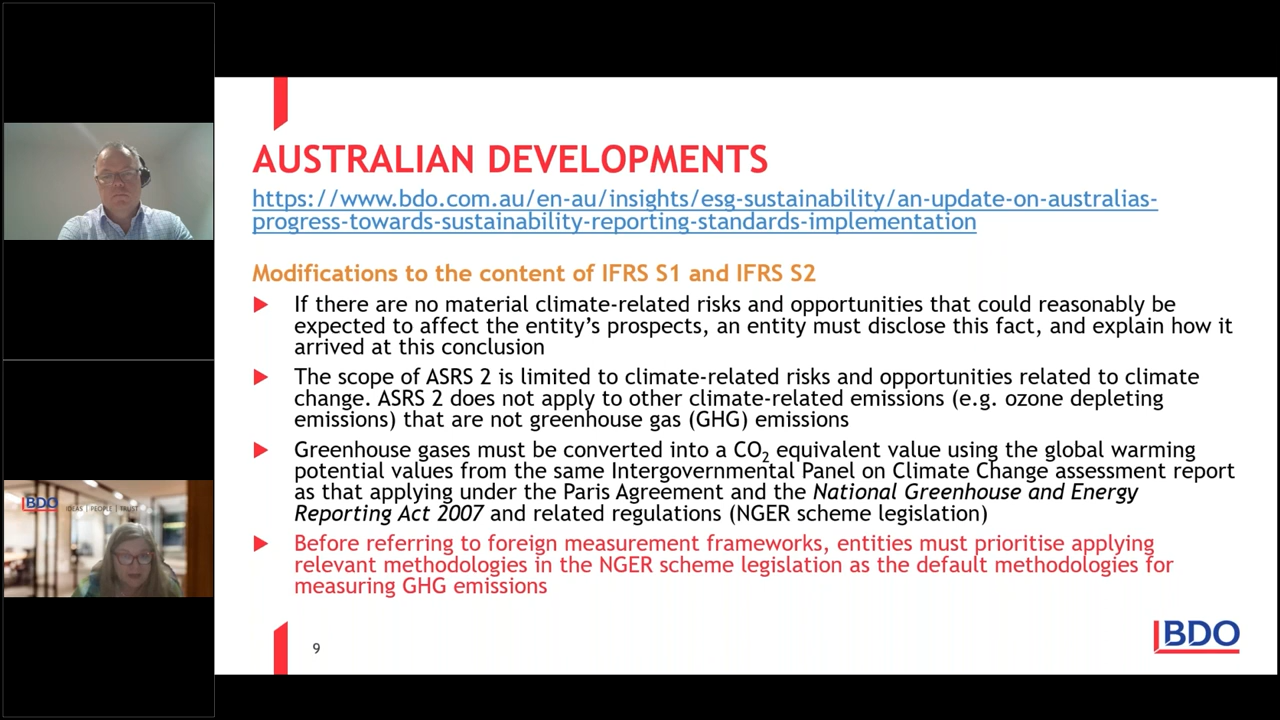 AUSTRALIAN DEVELOPMENTS
https://www.bdo.com.au/en-au/insights/esg-sustainability/an-update-on-australias-
progress-towards-sustainability-reporting-standards-implementation
Modifications to the content of IFRS S1 and IFRS S2
If there are no material climate-related risks and opportunities that could reasonably be
expected to affect the entity’s prospects, an entity must disclose this fact, and explain how it
arrived at this conclusion
The scope of ASRS 2 is limited to climate-related risks and opportunities related to climate
change. ASRS 2 does not apply to other climate-related emissions (e.g. ozone depleting
emissions) that are not greenhouse gas (GHG) emissions
Greenhouse gases must be converted into a CO₂ equivalent value using the global warming
potential values from the same Intergovernmental Panel on Climate Change assessment report
as that applying under the Paris Agreement and the National Greenhouse and Energy
Reporting Act 2007 and related regulations (NGER scheme legislation)
Before referring to foreign measurement frameworks, entities must prioritise applying
relevant methodologies in the NGER scheme legislation as the default methodologies for
measuring GHG emissions
9
BDO
BDO
IDEAS | PEOPLE | TRUST